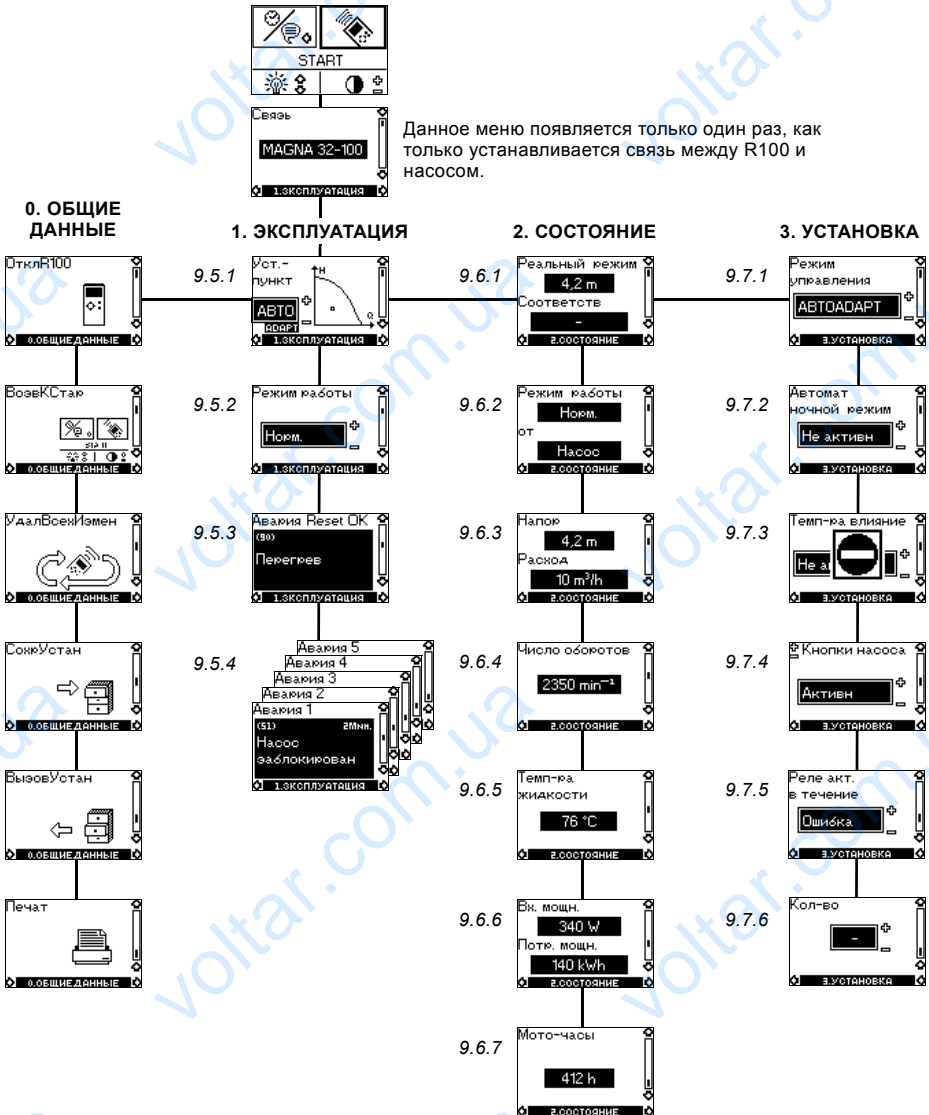 START
Связь
MAGNA 32-100
1.ЭКСПЛУАТАЦИЯ
Данное меню появляется только один раз, как
только устанавливается связь между R100 и
насосом.
0. ОБЩИЕ
ДАННЫЕ
1. ЭКСПЛУАТАЦИЯ
2. СОСТОЯНИЕ
3. УСТАНОВКА
ОтклR100
0.ОБЩИЕДАННЫЕ
9.5.1
Уст.-
пункт
H
АВТО
ADAPT
Q
1.ЭКСПЛУАТАЦИЯ
9.6.1
Реальный режим
4,2 m
Соответств
-
2.СОСТОЯНИЕ
9.7.1
Режим
управления
АВТОАДАПТ
3.УСТАНОВКА
ВозвКСтар
0.ОБЩИЕДАННЫЕ
9.5.2
Режим работы
Норм.
1.ЭКСПЛУАТАЦИЯ
9.6.2
Режим работы
Норм.
от
Насос
2.СОСТОЯНИЕ
9.7.2
Автомат
ночной режим
Не активн
3.УСТАНОВКА
УдалВсехИзмен
0.ОБЩИЕДАННЫЕ
9.5.3
Авария Reset OK
(50)
Перегрев
1.ЭКСПЛУАТАЦИЯ
9.6.3
Напор
4,2 m
Расход
10 m³/h
2.СОСТОЯНИЕ
9.7.3
Темп-ра влияние
Не а
3.УСТАНОВКА
СохрУстан
0.ОБЩИЕДАННЫЕ
9.5.4
Авария 5
Авария 4
Авария 3
Авария 2
Авария 1
(51) 2Мин.
Насос
заблокирован
1.ЭКСПЛУАТАЦИЯ
9.6.4
Число оборотов
2350 min⁻¹
2.СОСТОЯНИЕ
9.7.4
Кнопки насоса
Активн
3.УСТАНОВКА
ВызовУстан
0.ОБЩИЕДАННЫЕ
9.6.5
Темп-ра
жидкости
76 °C
2.СОСТОЯНИЕ
9.7.5
Реле акт.
в течение
Ошибка
3.УСТАНОВКА
Печат
0.ОБЩИЕДАННЫЕ
9.6.6
Вх. мощн.
340 W
Потр. мощн.
140 kWh
2.СОСТОЯНИЕ
9.7.6
Кол-во
-
3.УСТАНОВКА
9.6.7
Мото-часы
412 h
2.СОСТОЯНИЕ
voltar.com.ua